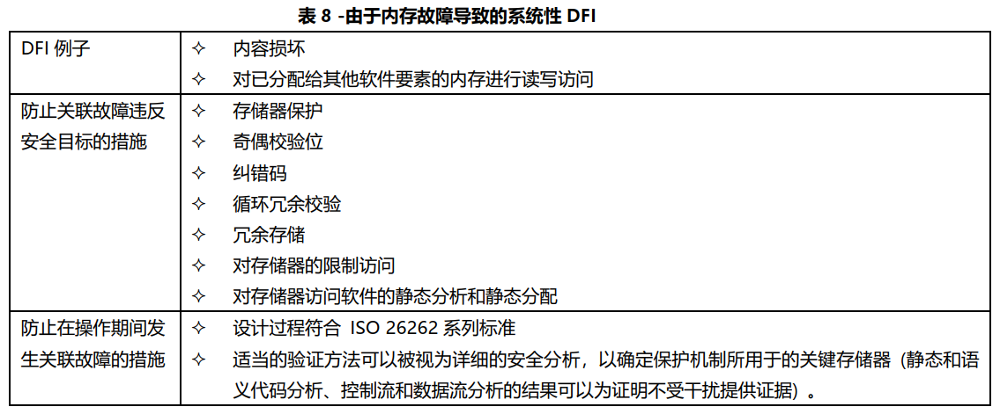 表 8 -由于内存故障导致的系统性 DFI
DFI 例子
✧ 内容损坏
✧ 对已分配给其他软件要素的内存进行读写访问
防止关联故障违反
安全目标的措施
✧ 存储器保护
✧ 奇偶校验位
✧ 纠错码
✧ 循环冗余校验
✧ 冗余存储
✧ 对存储器的限制访问
✧ 对存储器访问软件的静态分析和静态分配
防止在操作期间发
生关联故障的措施
✧ 设计过程符合 ISO 26262 系列标准
✧ 适当的验证方法可以被视为详细的安全分析，以确定保护机制所用于的关键存储器 (静态和语
义代码分析、控制流和数据流分析的结果可以为证明不受干扰提供证据) 。